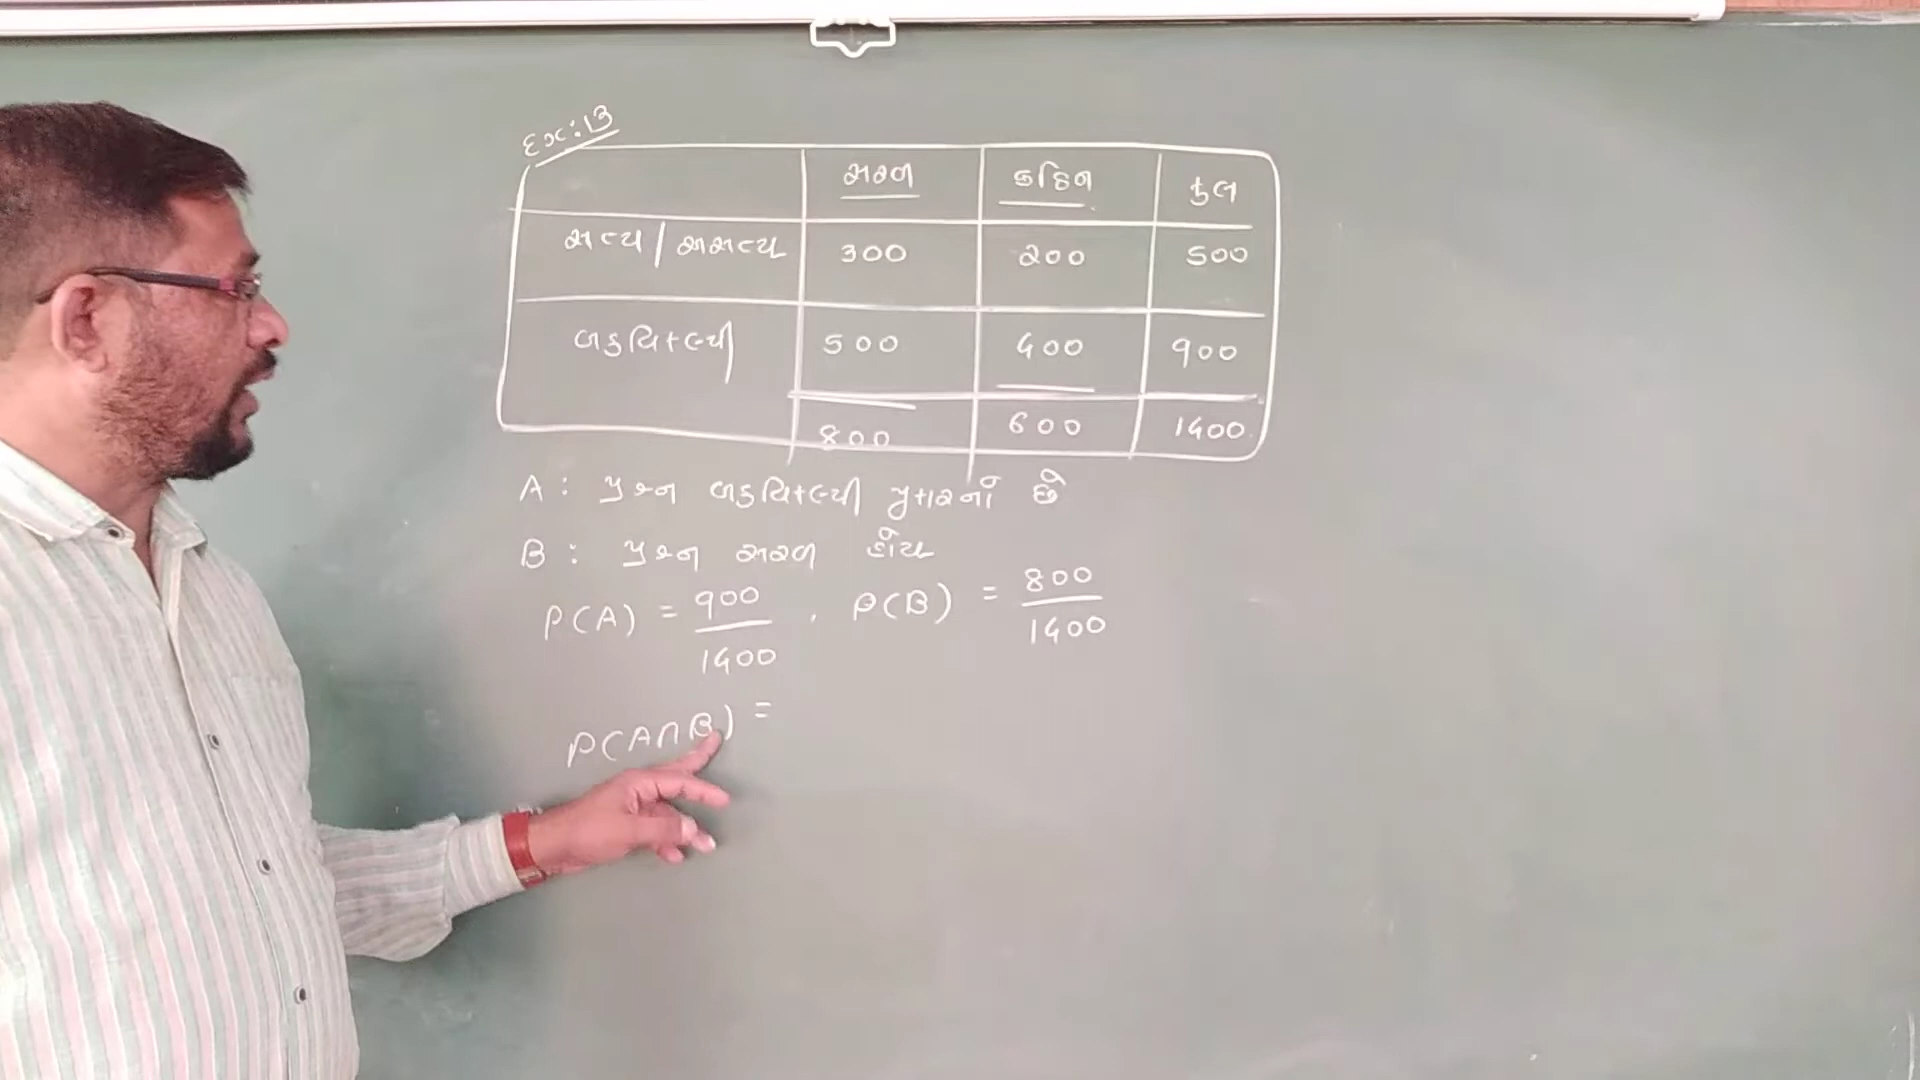 Ex:13
સરળ કઠિન કુલ
સત્ય/અસત્ય 300 200 500
બહુવિકલ્પી 500 400 900
800 600 1400
A: પ્રશ્ન બહુવિકલ્પી પ્રકારનો છે
B: પ્રશ્ન સરળ હોય
P(A) = 900/1400, P(B) = 800/1400
P(A∩B) =